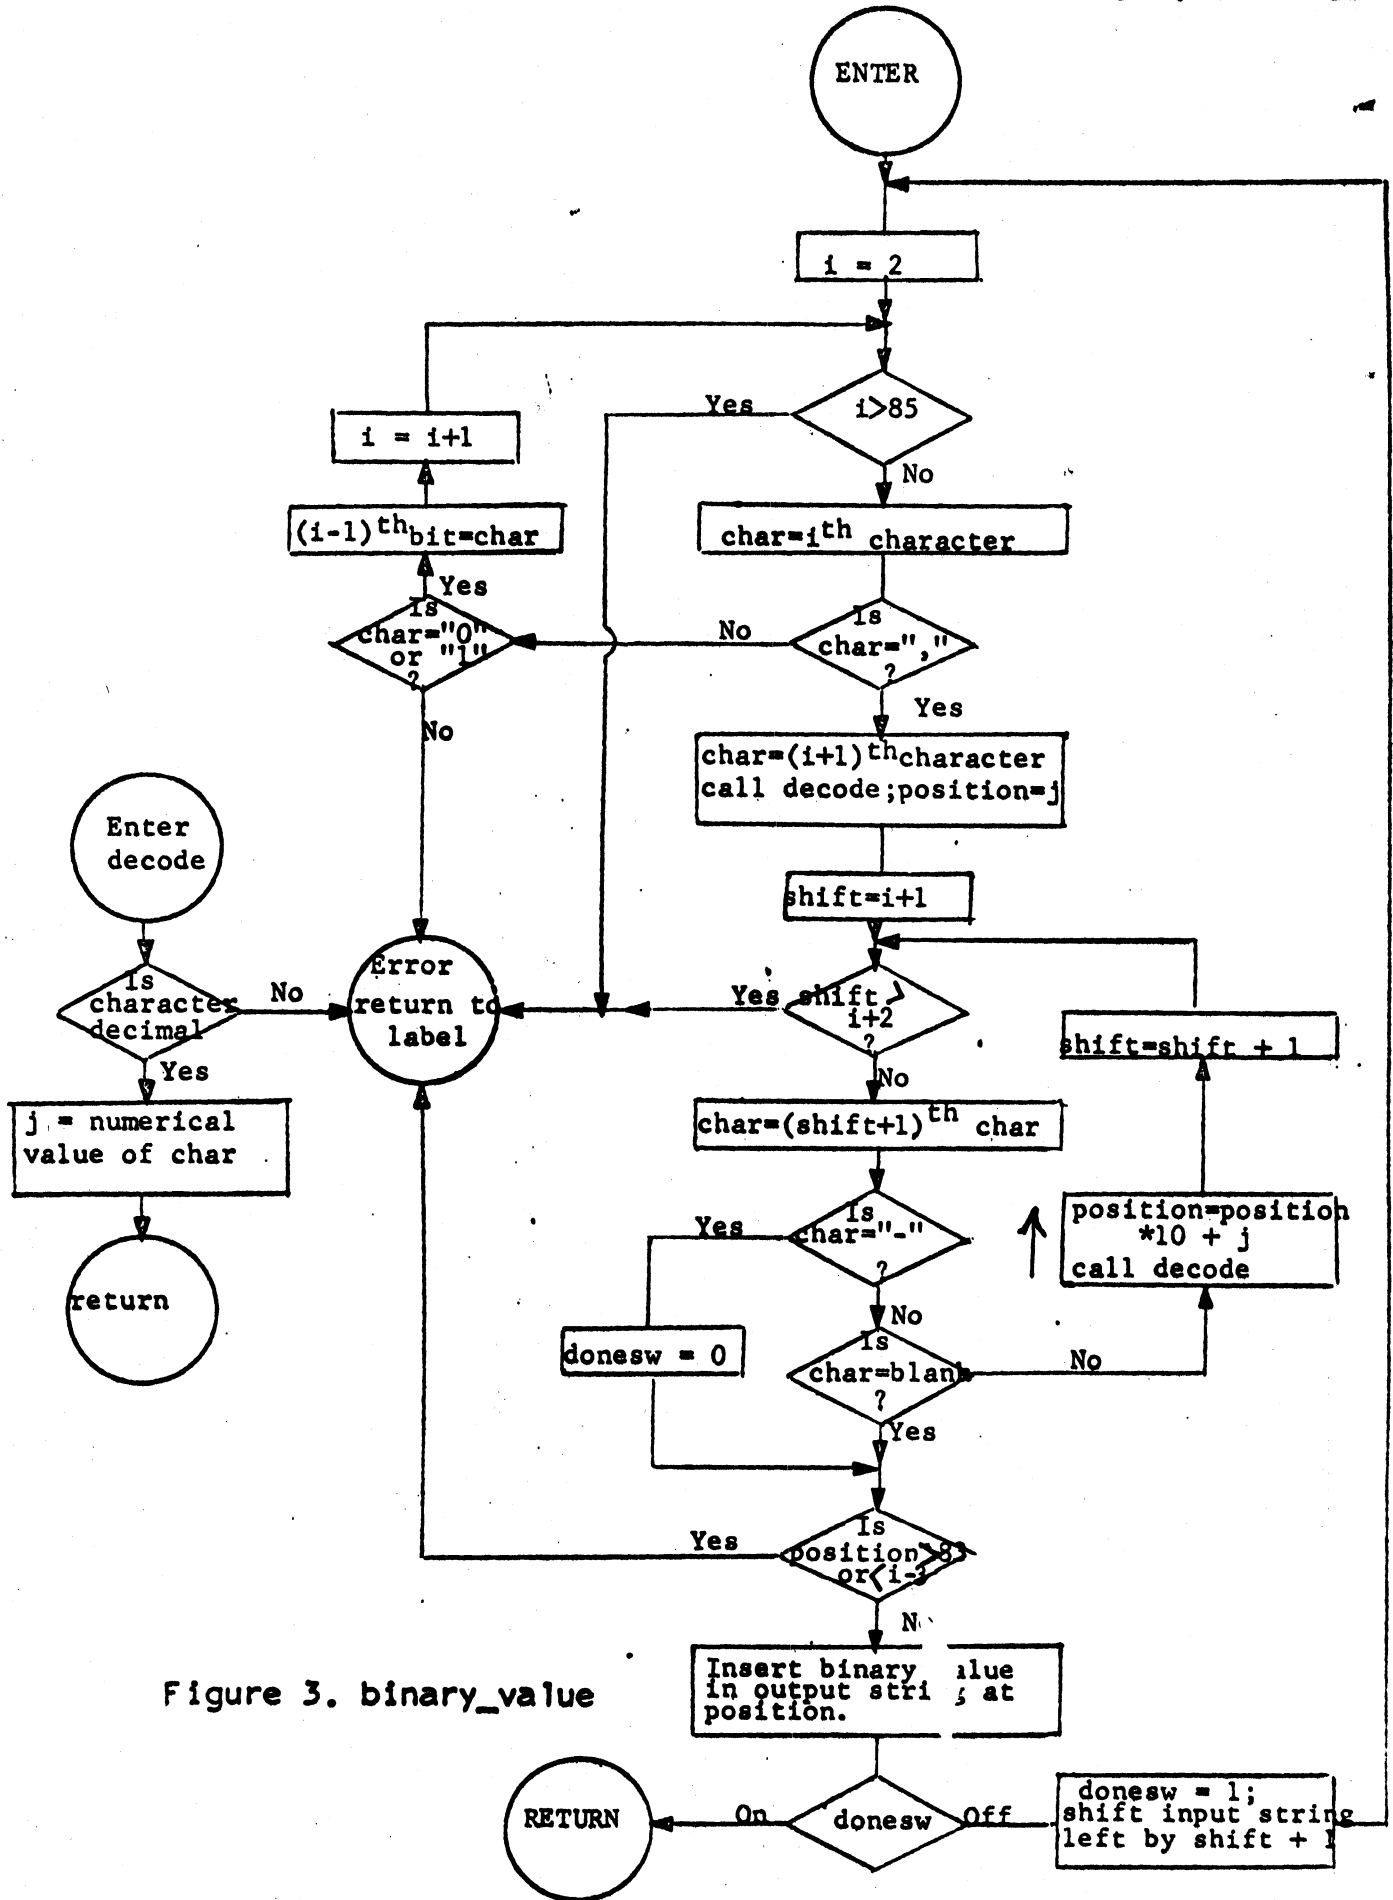 ENTER
i = 2
i>85
Yes
No
i = i+1
(i-1)th bit=char
char=ith character
Yes
Is
char="0"
or "1"
?
No
Is
char=","
?
No
Yes
char=(i+1)th character
call decode;position=j
shift=i+1
Enter
decode
Is
character
decimal
No
Yes
Error
return to
label
Yes
shift >
i+2
?
No
shift=shift + 1
j = numerical
value of char
return
char=(shift+1)th char
Is
char="-"
?
Yes
No
position=position
*10 + j
call decode
donesw = 0
Is
char=blank
?
No
Yes
Is
position>83
or<i-3
Yes
Insert binary
in output
at
position.
Figure 3. binary_value
RETURN
On
donesw
Off
donesw = 1;
shift input string
left by shift + 1